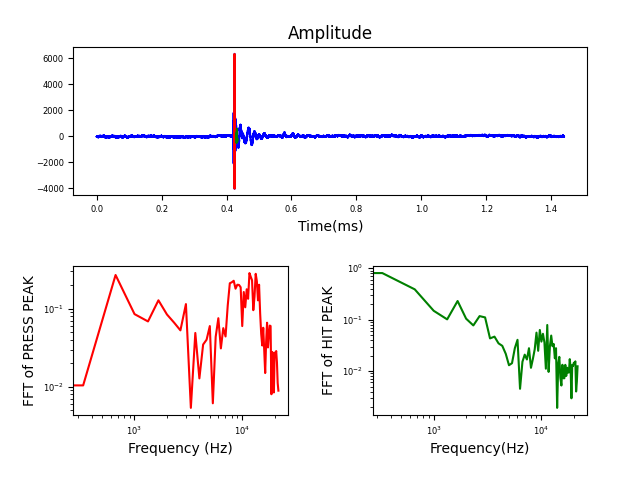 Amplitude
6000
4000
2000
0
−2000
−4000
0.0 0.2 0.4 0.6 0.8 1.0 1.2 1.4
Time(ms)
FFT of PRESS PEAK
10⁻¹
10⁻²
10³ 10⁴
Frequency (Hz)
FFT of HIT PEAK
10⁰
10⁻¹
10⁻²
10³ 10⁴
Frequency(Hz)